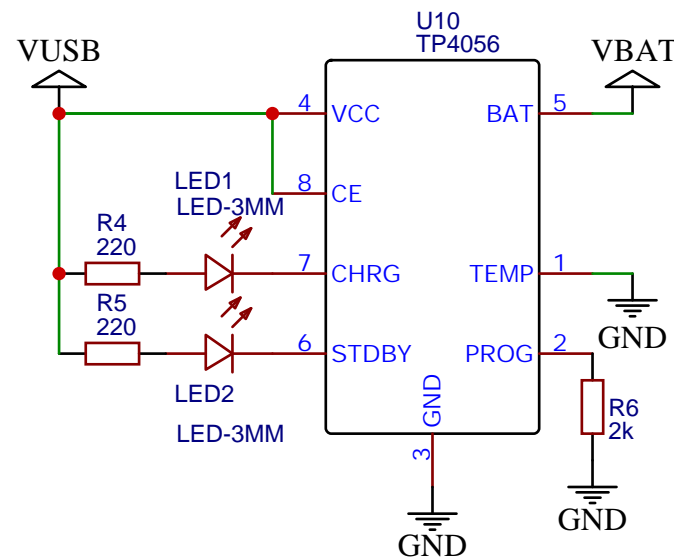 U10
TP4056
VUSB
VBAT
4
VCC
BAT
5
8
CE
LED1
LED-3MM
R4
220
7
CHRG
TEMP
1
R5
220
GND
6
STDBY
PROG
2
LED2
LED-3MM
GND
3
R6
2k
GND
GND